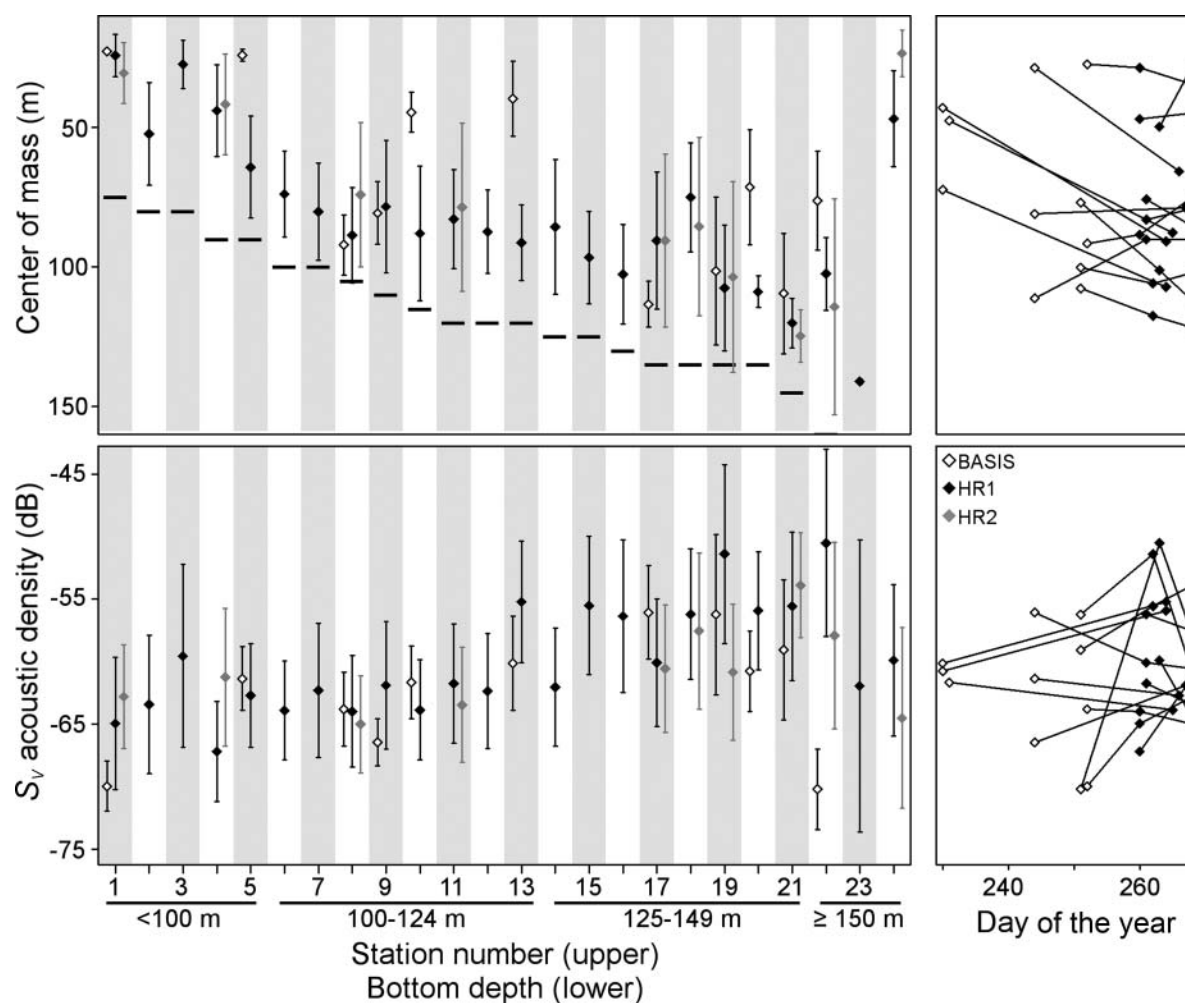 Center of mass (m)
50
100
150
Sv acoustic density (dB)
-45
-55
-65
-75
BASIS
HR1
HR2
1 3 5 7 9 11 13 15 17 19 21 23
<100 m 100-124 m 125-149 m ≥ 150 m
Station number (upper)
Bottom depth (lower)
240 260
Day of the year